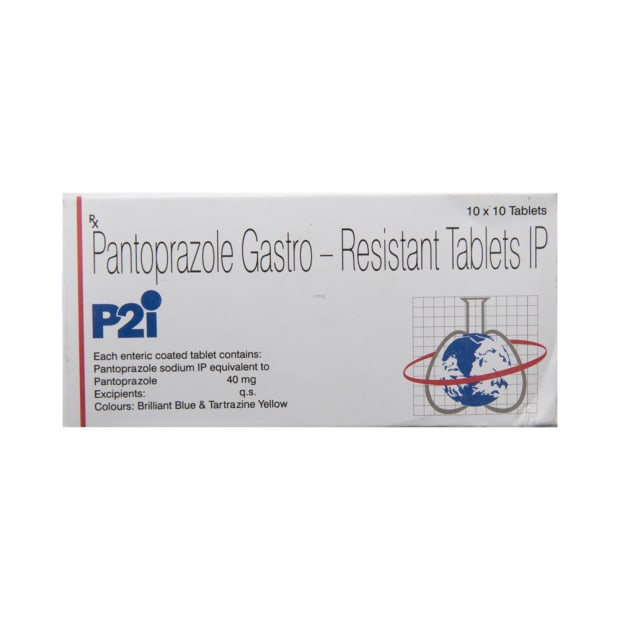 10 x 10 Tablets
Rx
Pantoprazole Gastro – Resistant Tablets IP
P2i
Each enteric coated tablet contains:
Pantoprazole sodium IP equivalent to
Pantoprazole 40 mg
Excipients: q.s.
Colours: Brilliant Blue & Tartrazine Yellow